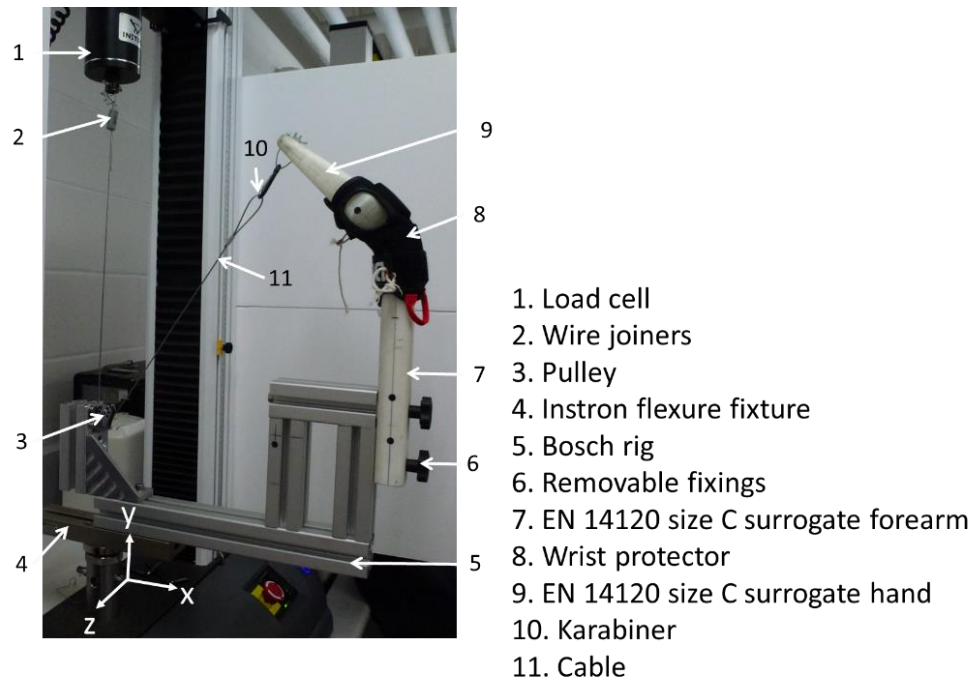 INST
1
2
9
10
8
11
7
3
6
y
4
x
5
z
1. Load cell
2. Wire joiners
3. Pulley
4. Instron flexure fixture
5. Bosch rig
6. Removable fixings
7. EN 14120 size C surrogate forearm
8. Wrist protector
9. EN 14120 size C surrogate hand
10. Karabiner
11. Cable